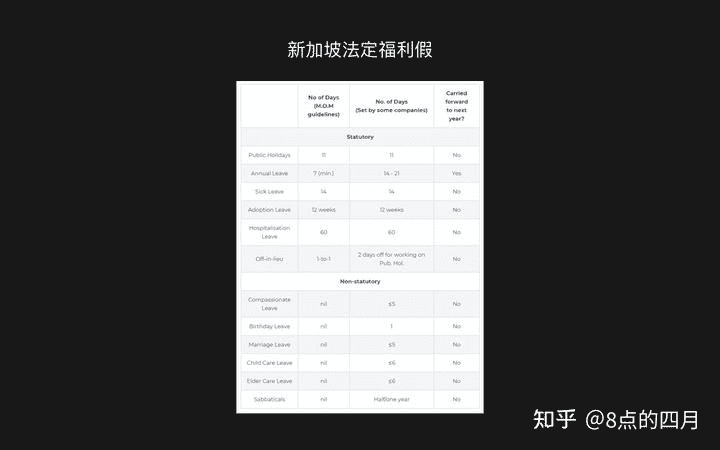 新加坡法定福利假
No of Days (M.O.M guidelines) No. of Days (Set by some companies) Carried forward to next year?
Statutory
Public Holidays 11 11 No
Annual Leave 7 (min.) 14 - 21 Yes
Sick Leave 14 14 No
Adoption Leave 12 weeks 12 weeks No
Hospitalisation Leave 60 60 No
Off-in-lieu 1-to-1 2 days off for working on Pub. Hol. No
Non-statutory
Compassionate Leave nil ≤5 No
Birthday Leave nil 1 No
Marriage Leave nil ≤5 No
Child Care Leave nil ≤6 No
Elder Care Leave nil ≤6 No
Sabbaticals nil Half/one year No
知乎 @8点的四月